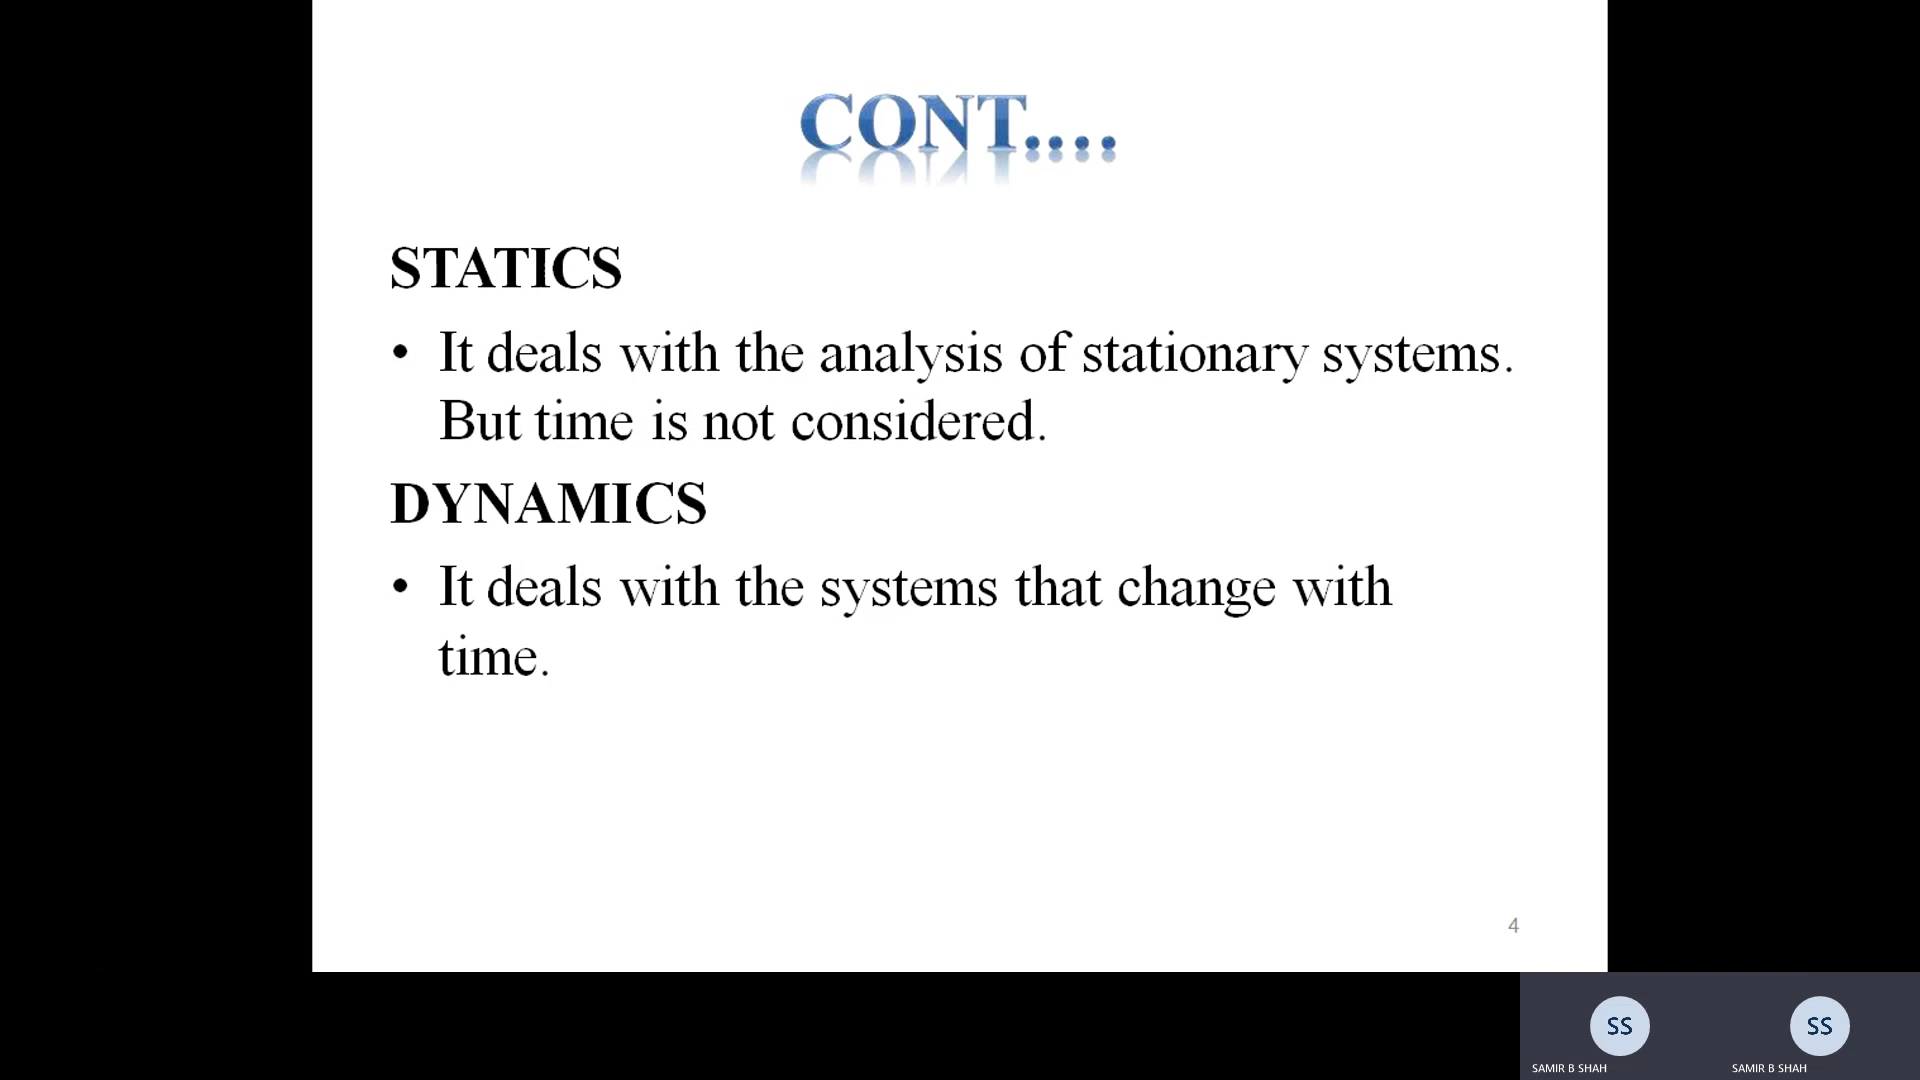 CONT....
STATICS
• It deals with the analysis of stationary systems.
But time is not considered.
DYNAMICS
• It deals with the systems that change with
time.
4
SS SS
SAMIR B SHAH SAMIR B SHAH